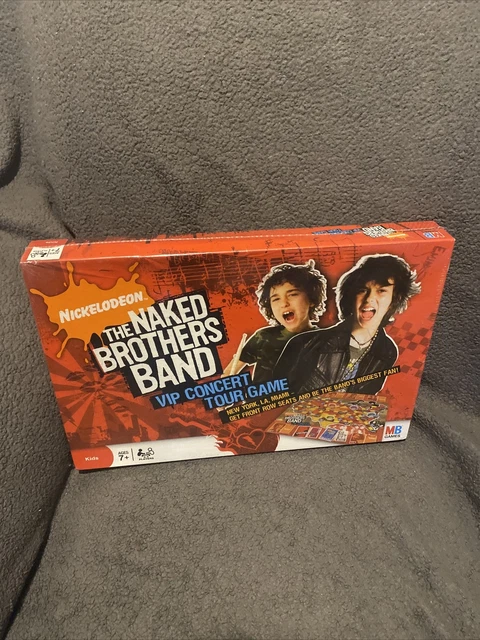 NICKELODEON
THE NAKED
BROTHERS
BAND
VIP CONCERT
TOUR GAME
NEW YORK, L.A, MIAMI...
GET FRONT ROW SEATS AND BE THE BAND'S BIGGEST FAN!
Kids
AGES
7+
MB
GAMES